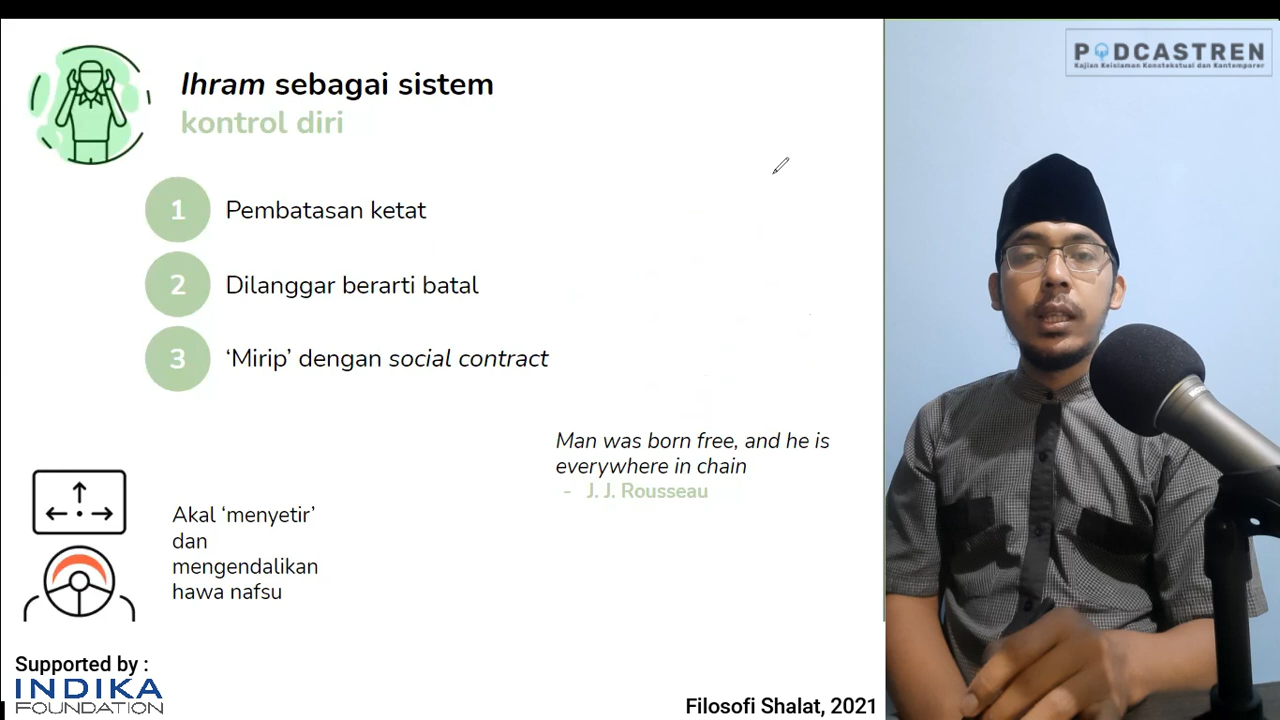 PODCASTREN
Kajian Keislaman Konstekstual dan Kontemporer
Ihram sebagai sistem
kontrol diri
1 Pembatasan ketat
2 Dilanggar berarti batal
3 ‘Mirip’ dengan social contract
Man was born free, and he is
everywhere in chain
- J. J. Rousseau
Akal ‘menyetir’
dan
mengendalikan
hawa nafsu
Supported by :
INDIKA
FOUNDATION
Filosofi Shalat, 2021